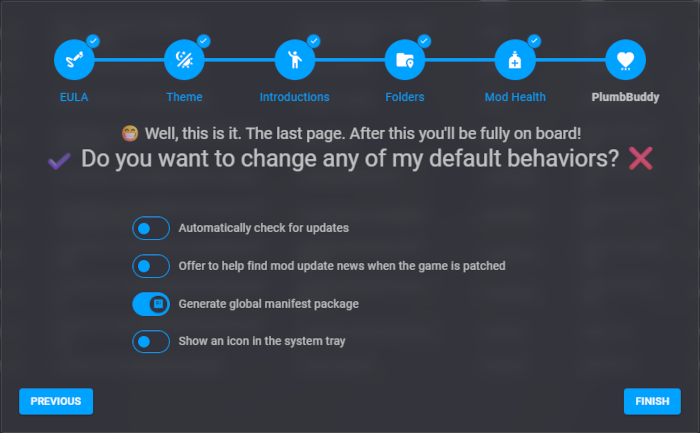 EULA
Theme
Introductions
Folders
Mod Health
PlumbBuddy
Well, this is it. The last page. After this you'll be fully on board!
Do you want to change any of my default behaviors?
Automatically check for updates
Offer to help find mod update news when the game is patched
Generate global manifest package
Show an icon in the system tray
PREVIOUS
FINISH